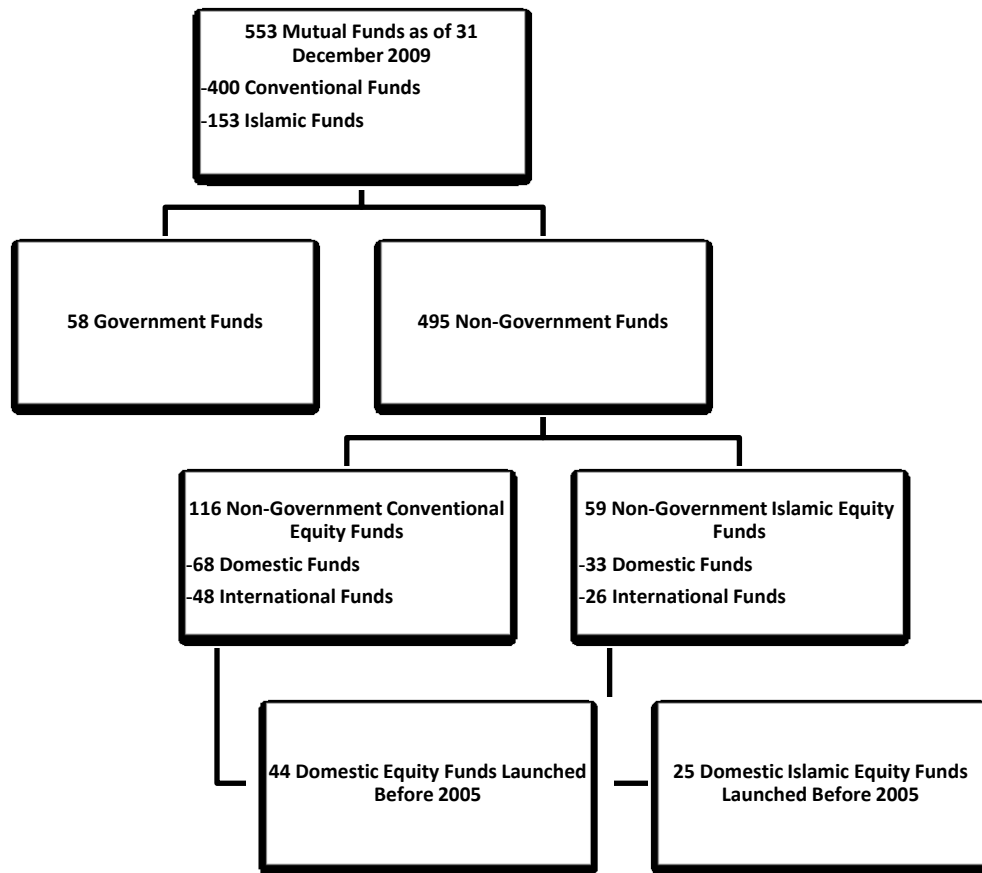 553 Mutual Funds as of 31
December 2009
-400 Conventional Funds
-153 Islamic Funds
58 Government Funds
495 Non-Government Funds
116 Non-Government Conventional
Equity Funds
-68 Domestic Funds
-48 International Funds
59 Non-Government Islamic Equity
Funds
-33 Domestic Funds
-26 International Funds
44 Domestic Equity Funds Launched
Before 2005
25 Domestic Islamic Equity Funds
Launched Before 2005